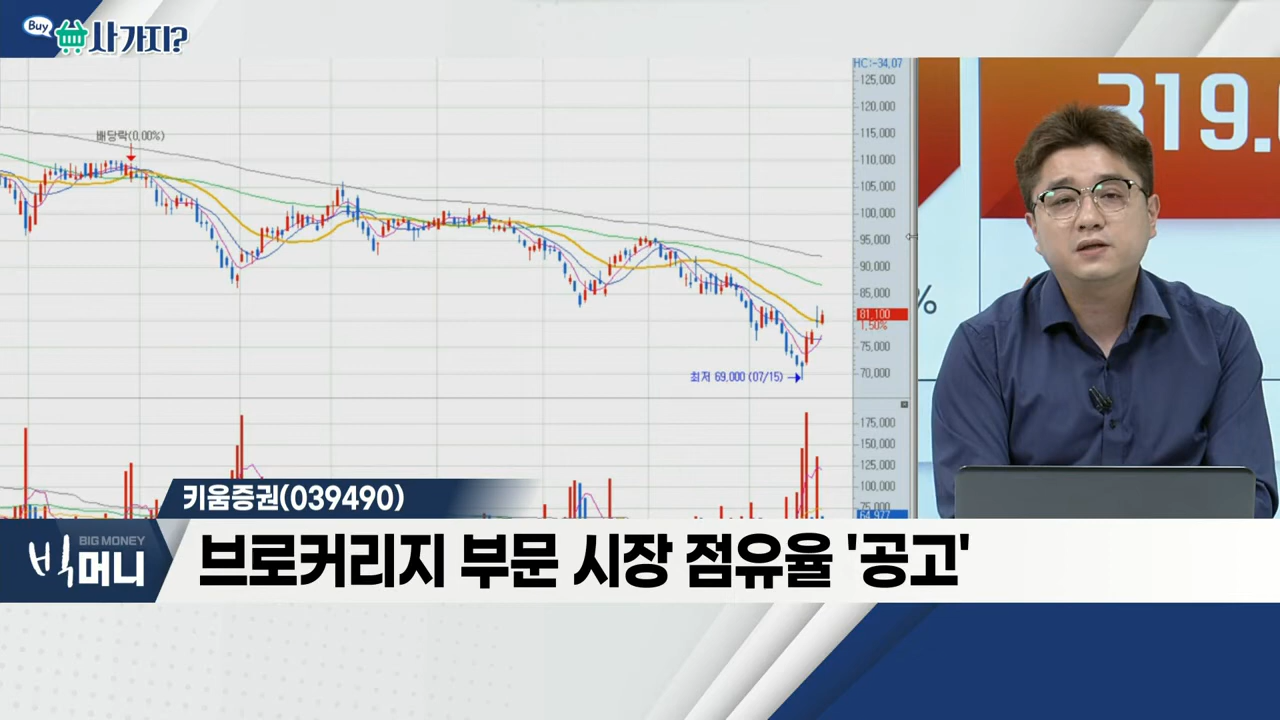 Buy
사가지?
HC:-34,07
125,000
120,000
115,000
110,000
105,000
100,000
95,000
90,000
85,000
81,100
1,50%
75,000
70,000
배당락(0,00%)
최저 69,000 (07/15)
175,000
150,000
125,000
100,000
75,000
64,977
319.
%
키움증권(039490)
BIG MONEY
빅머니
브로커리지 부문 시장 점유율 '공고'